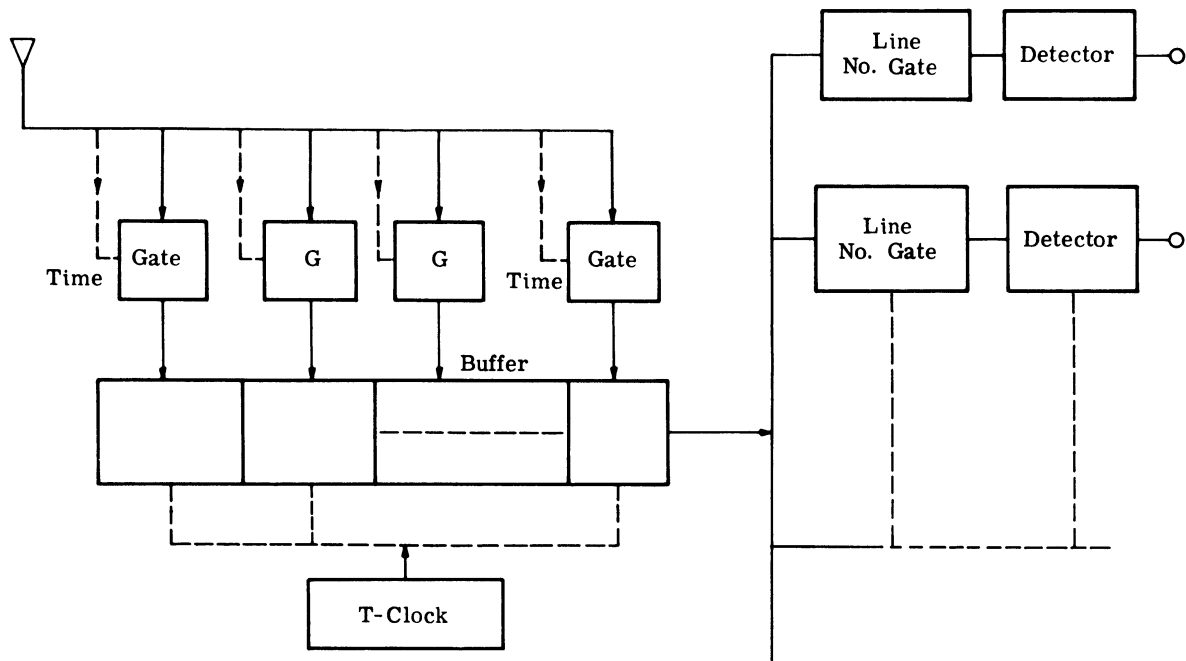 Line
No. Gate
Detector
Line
No. Gate
Detector
Time
Gate
G
G
Time
Gate
Buffer
T-Clock